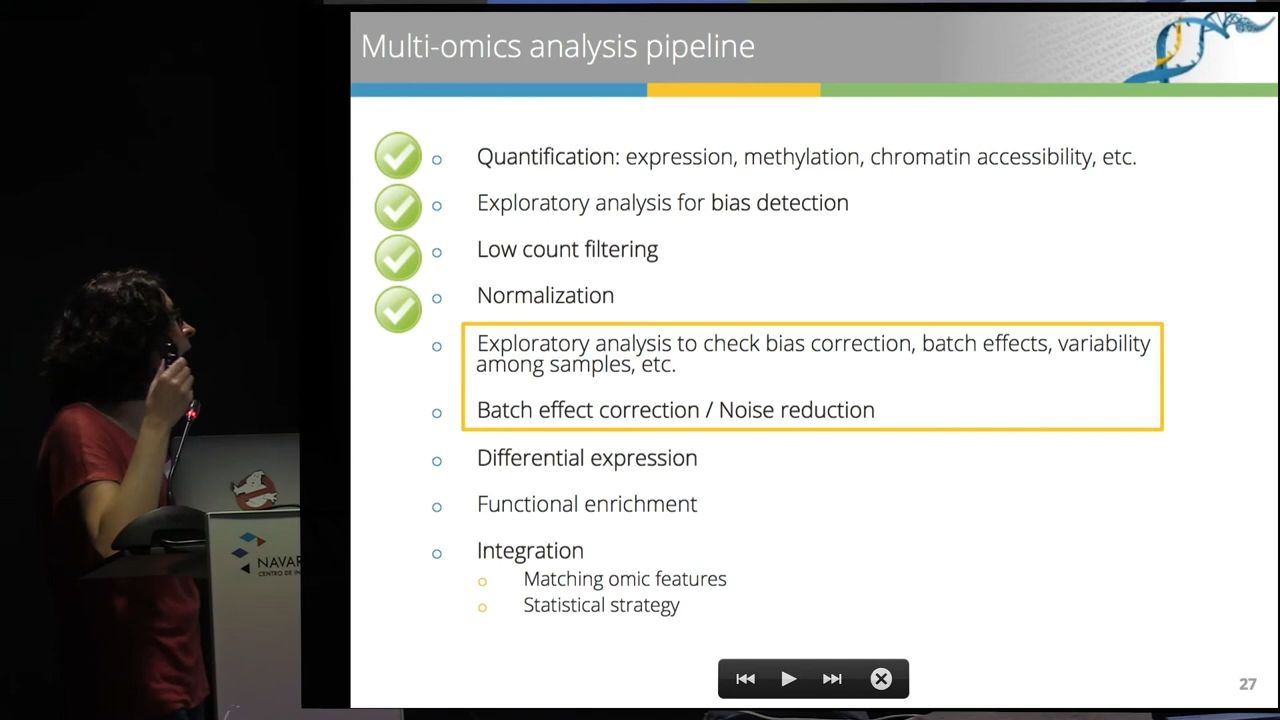 Multi-omics analysis pipeline
Quantification: expression, methylation, chromatin accessibility, etc.
Exploratory analysis for bias detection
Low count filtering
Normalization
Exploratory analysis to check bias correction, batch effects, variability
among samples, etc.
Batch effect correction / Noise reduction
Differential expression
Functional enrichment
Integration
Matching omic features
Statistical strategy
NAVAR
CENTRO DE
27